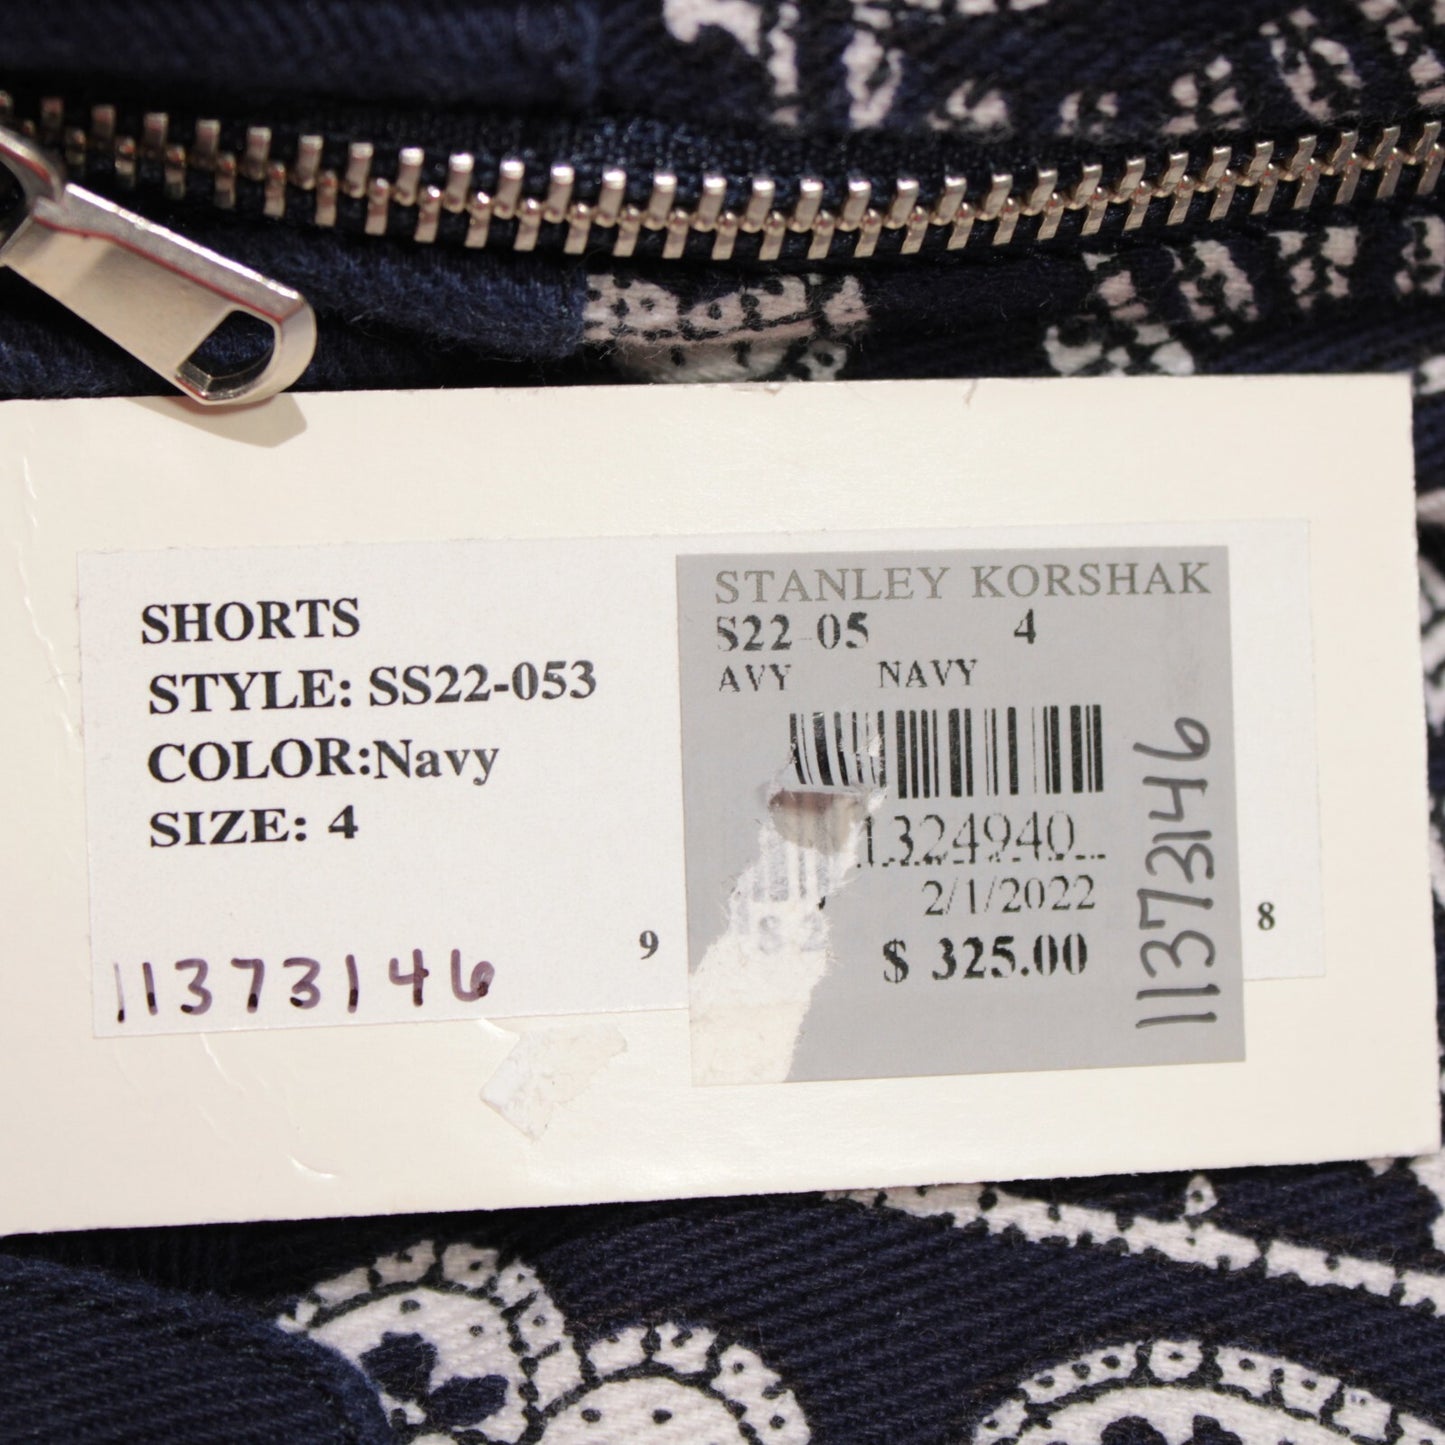 SHORTS
STYLE: SS22-053
COLOR:Navy
SIZE: 4
11373146
9
STANLEY KORSHAK
S22-05 4
AVY NAVY
1324940
2/1/2022
$ 325.00
11373146
8